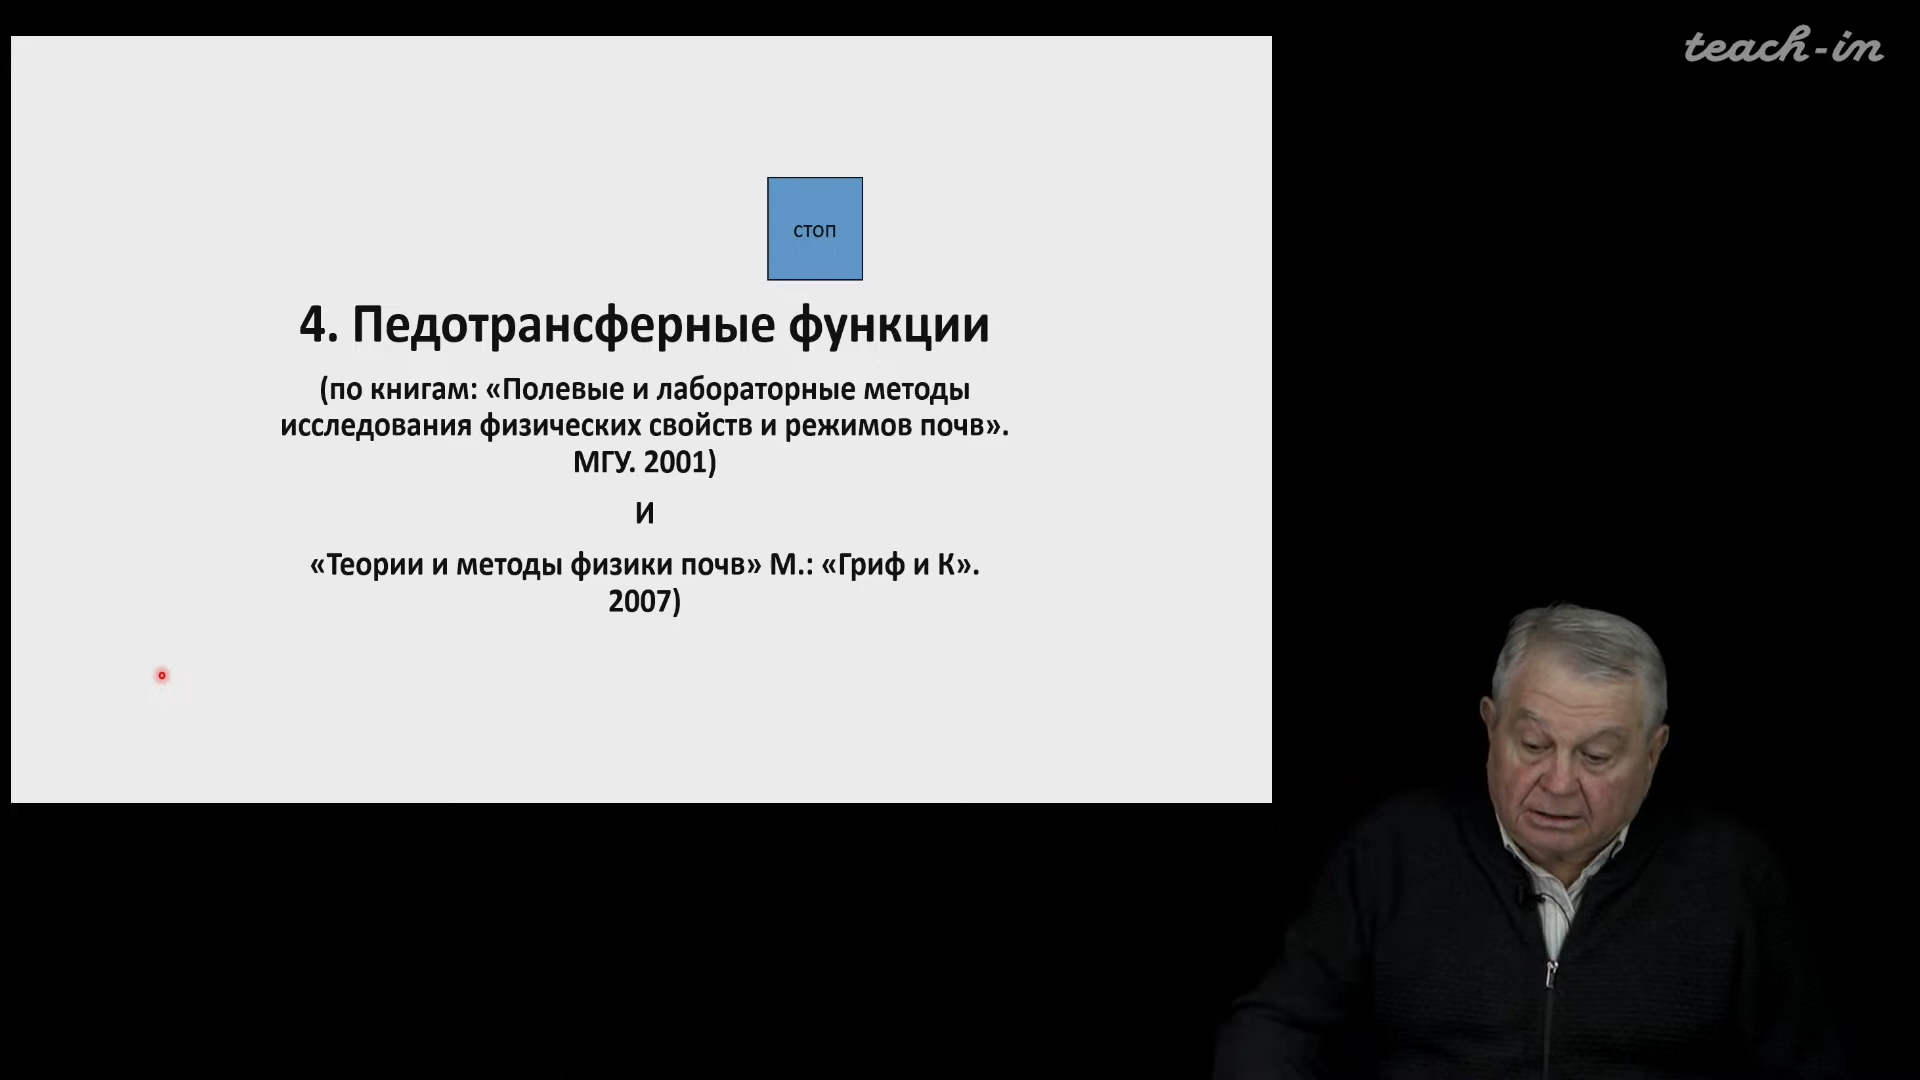 teach-in
стоп
4. Педотрансферные функции
(по книгам: «Полевые и лабораторные методы
исследования физических свойств и режимов почв».
МГУ. 2001)
И
«Теории и методы физики почв» М.: «Гриф и К».
2007)